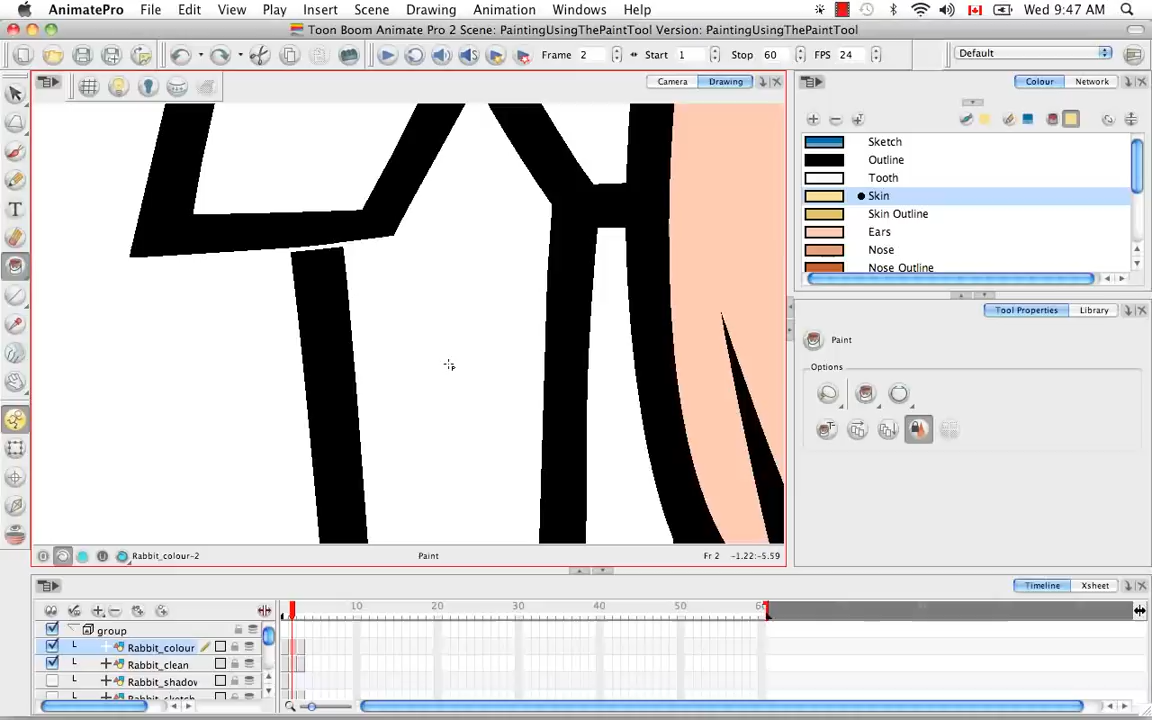 AnimatePro File Edit View Play Insert Scene Drawing Animation Windows Help Wed 9:47 AM
Toon Boom Animate Pro 2 Scene: PaintingUsingThePaintTool Version: PaintingUsingThePaintTool
Frame 2 Start 1 Stop 60 FPS 24 Default
Camera Drawing Colour Network
Sketch
Outline
Tooth
Skin
Skin Outline
Ears
Nose
Nose Outline
Tool Properties Library
Paint
Options
Rabbit_colour-2 Paint Fr 2 -1.22:-5.59
Timeline Xsheet
10 20 30 40 50
group
Rabbit_colour
Rabbit_clean
Rabbit_shadow